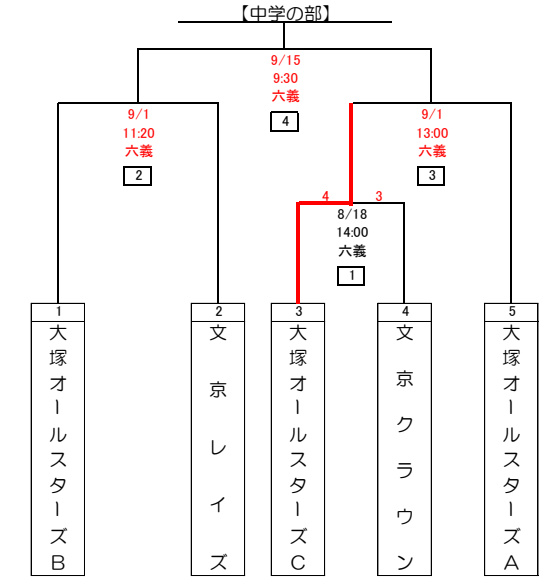 【中学の部】
9/15
9:30
六義
4
9/1
11:20
六義
2
9/1
13:00
六義
3
4
3
8/18
14:00
六義
1
1
2
3
4
5
大塚オールスターズB
文京レイズ
大塚オールスターズC
文京クラウン
大塚オールスターズA